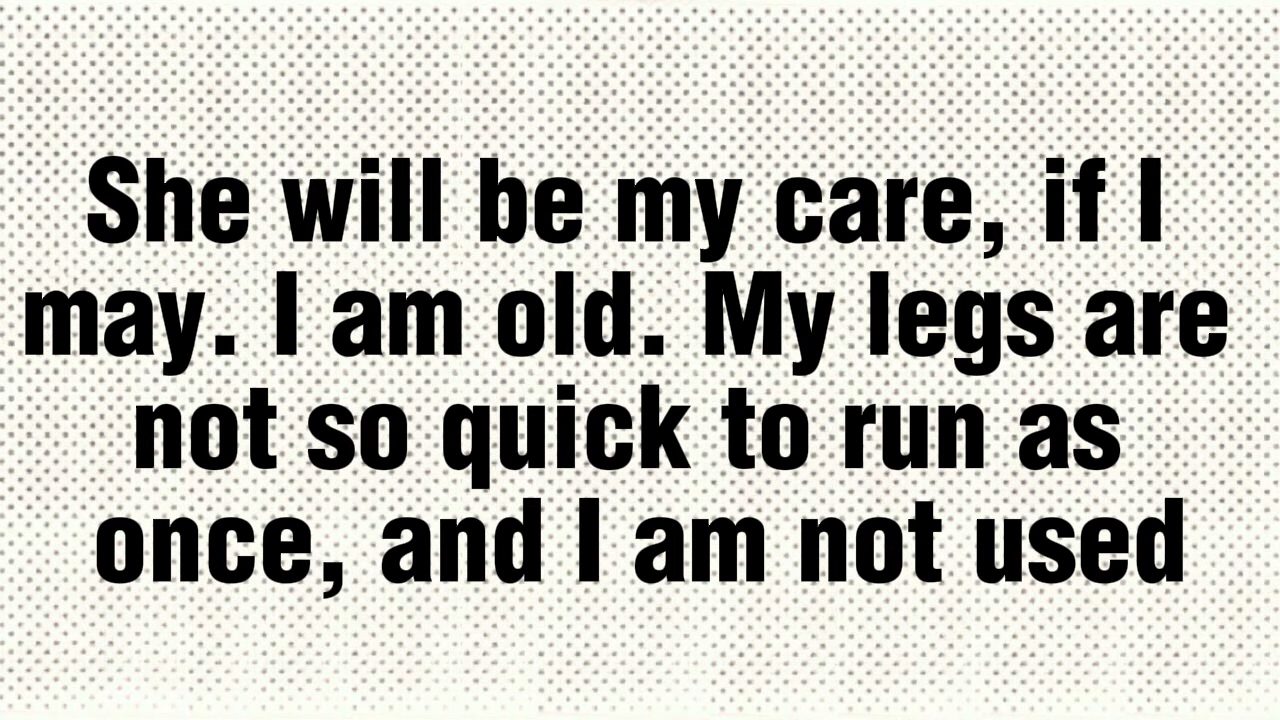 She will be my care, if I
may. I am old. My legs are
not so quick to run as
once, and I am not used